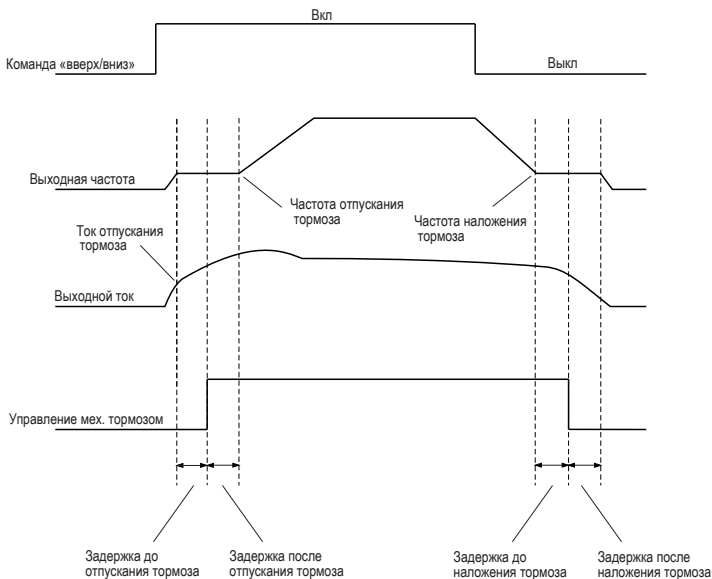 Вкл
Команда «вверх/вниз»
Выкл
Выходная частота
Частота отпускания
тормоза
Частота наложения
тормоза
Ток отпускания
тормоза
Выходной ток
Управление мех. тормозом
Задержка до
отпускания тормоза
Задержка после
отпускания тормоза
Задержка до
наложения тормоза
Задержка после
наложения тормоза